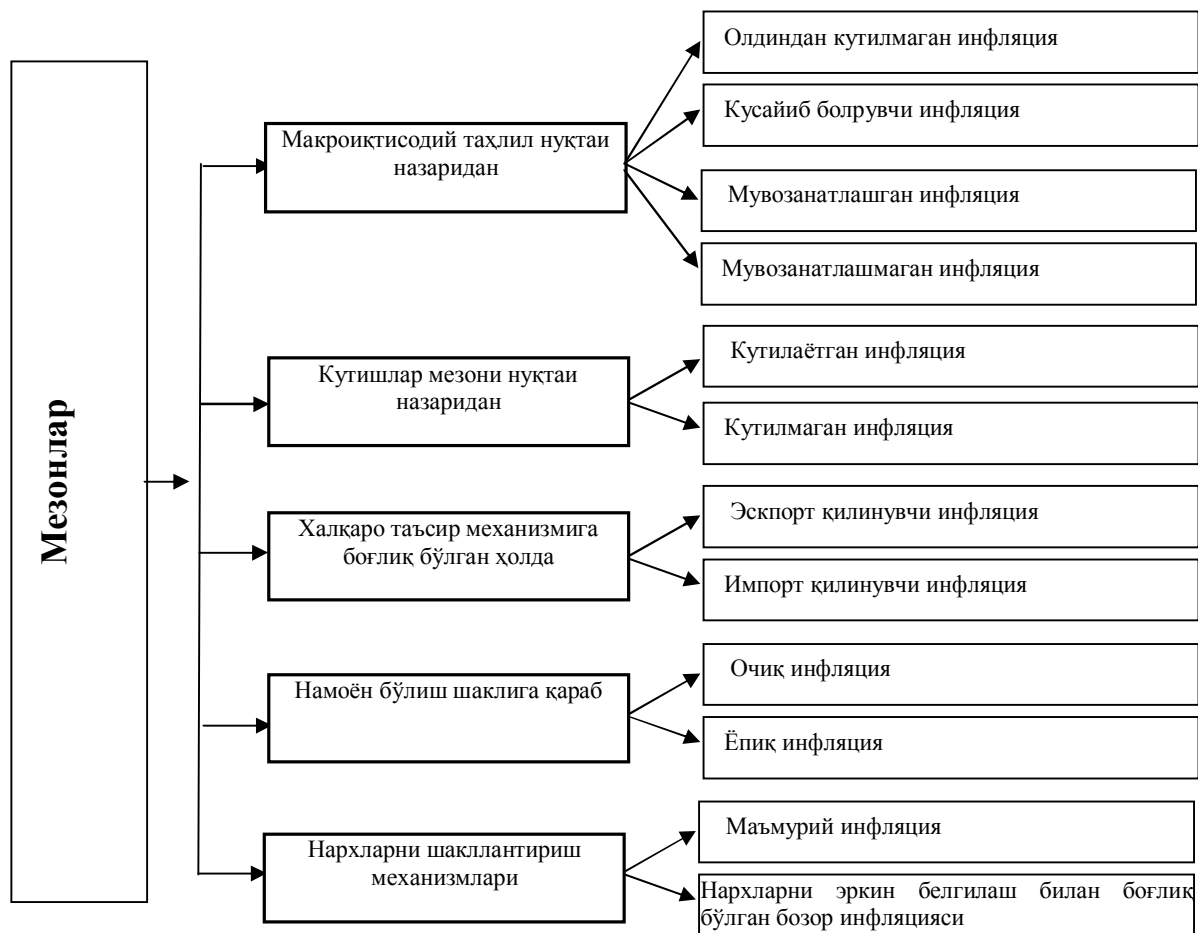 Мезонлар
Макроиқтисодий таҳлил нуқтаи
назаридан
Олдиндан кутилмаган инфляция
Кусайиб болрувчи инфляция
Мувозанатлашган инфляция
Мувозанатлашмаган инфляция
Кутишлар мезони нуқтаи
назаридан
Кутилаётган инфляция
Кутилмаган инфляция
Халқаро таъсир механизмига
боғлиқ бўлган ҳолда
Эскпорт қилинувчи инфляция
Импорт қилинувчи инфляция
Намоён бўлиш шаклига қараб
Очиқ инфляция
Ёпиқ инфляция
Нархларни шакллантириш
механизмлари
Маъмурий инфляция
Нархларни эркин белгилаш билан боғлиқ
бўлган бозор инфляцияси